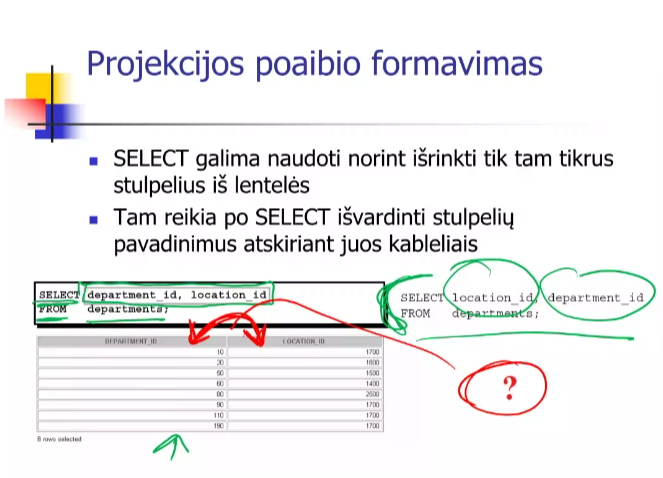 Projekcijos poaibio formavimas
SELECT galima naudoti norint išrinkti tik tam tikrus
stulpelius iš lentelės
Tam reikia po SELECT išvardinti stulpelių
pavadinimus atskiriant juos kableliais
SELECT department_id, location_id
FROM departments;
SELECT location_id, department_id
FROM departments;
DEPARTMENT_ID LOCATION_ID
10 1700
20 1800
50 1500
60 1400
80 2500
90 1700
110 1700
190 1700
8 rows selected
?